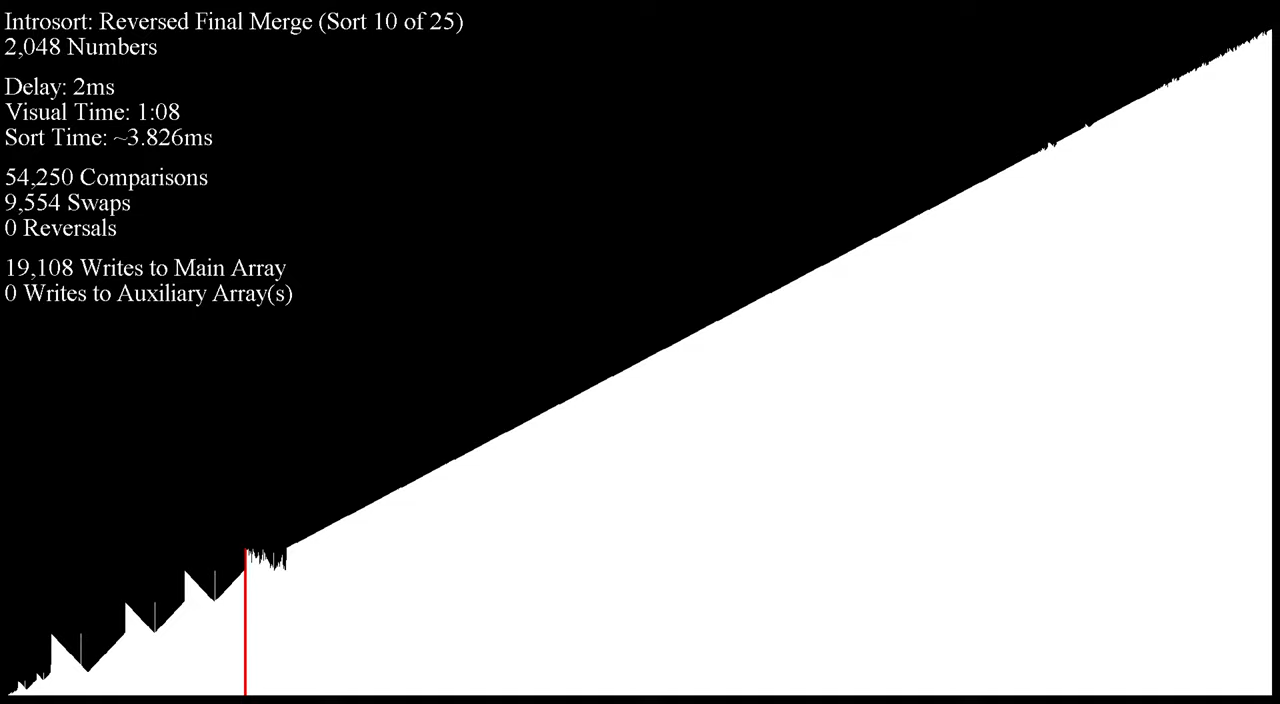 Introsort: Reversed Final Merge (Sort 10 of 25)
2,048 Numbers
Delay: 2ms
Visual Time: 1:08
Sort Time: ~3.826ms
54,250 Comparisons
9,554 Swaps
0 Reversals
19,108 Writes to Main Array
0 Writes to Auxiliary Array(s)